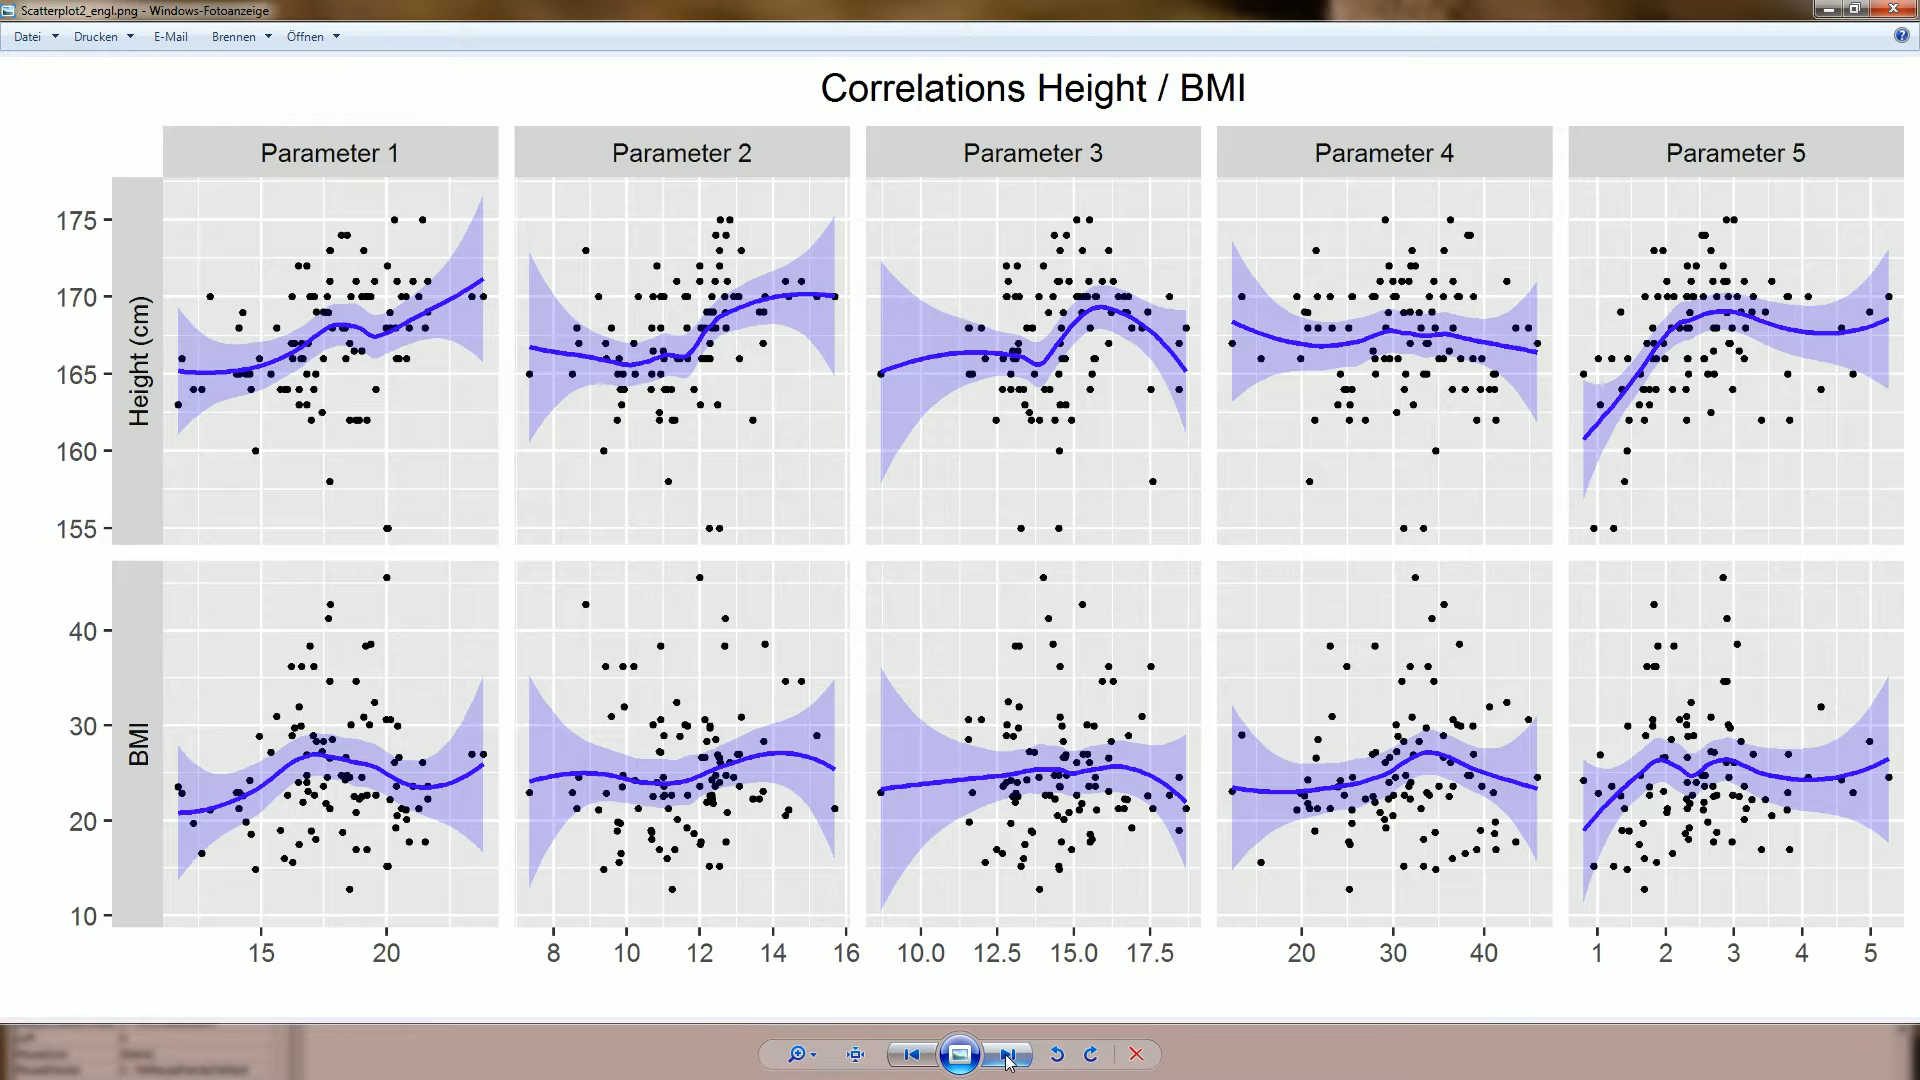 Scatterplot2_engl.png - Windows-Fotoanzeige
Datei Drucken E-Mail Brennen Öffnen
Correlations Height / BMI
Parameter 1 Parameter 2 Parameter 3 Parameter 4 Parameter 5
Height (cm)
175
170
165
160
155
BMI
40
30
20
10
15 20 8 10 12 14 16 10.0 12.5 15.0 17.5 20 30 40 1 2 3 4 5